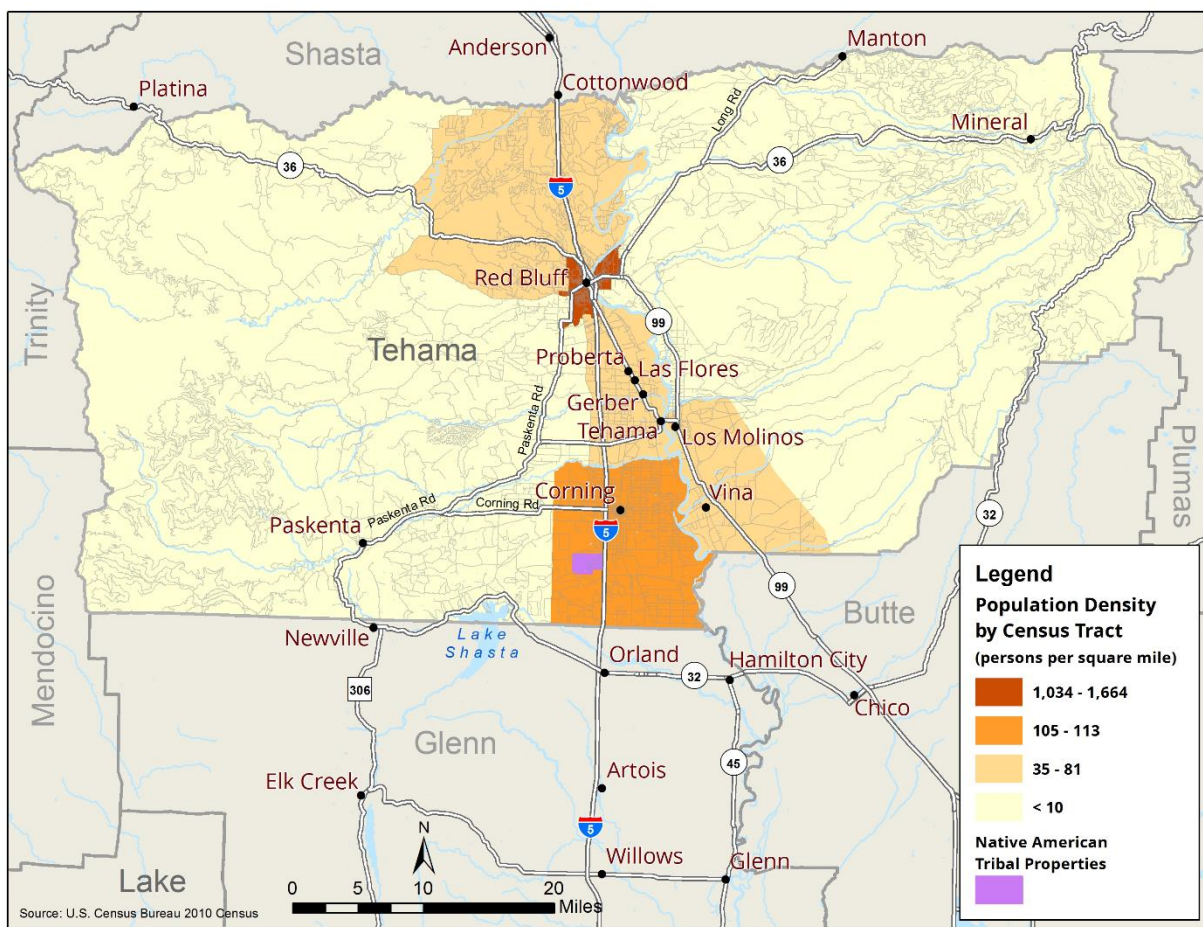 Shasta
Anderson
Manton
Cottonwood
Platina
Long Rd
Mineral
36
5
36
Red Bluff
99
Trinity
Tehama
Proberta
Las Flores
Gerber
Paskenta Rd
Tehama
Los Molinos
Plumas
Corning
Vina
Corning Rd
Paskenta Rd
Paskenta
5
32
Mendocino
99
Butte
Newville
Lake
Shasta
Orland
Hamilton City
32
306
Chico
Glenn
45
Artois
Elk Creek
5
N
Willows
Glenn
Lake
0 5 10 20
Miles
Source: U.S. Census Bureau 2010 Census
Legend
Population Density
by Census Tract
(persons per square mile)
1,034 - 1,664
105 - 113
35 - 81
< 10
Native American
Tribal Properties